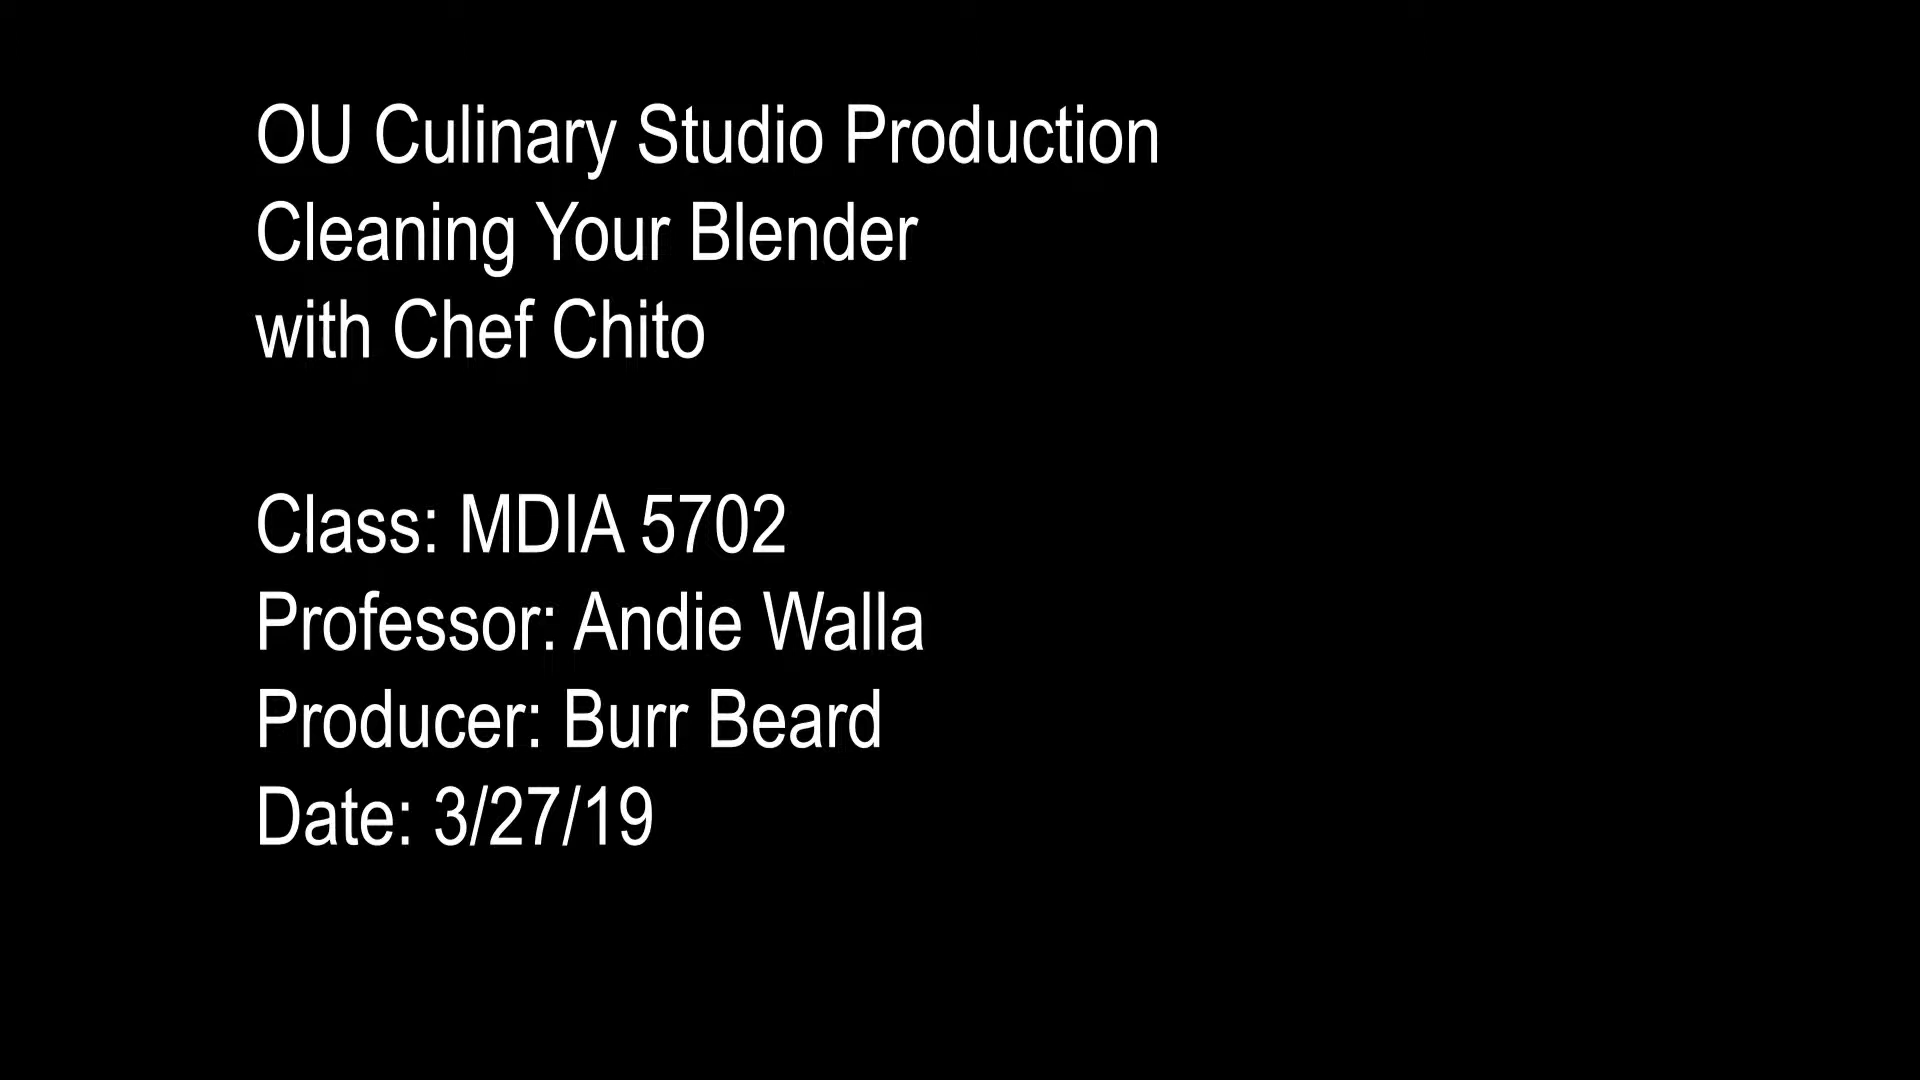 OU Culinary Studio Production
Cleaning Your Blender
with Chef Chito
Class: MDIA 5702
Professor: Andie Walla
Producer: Burr Beard
Date: 3/27/19